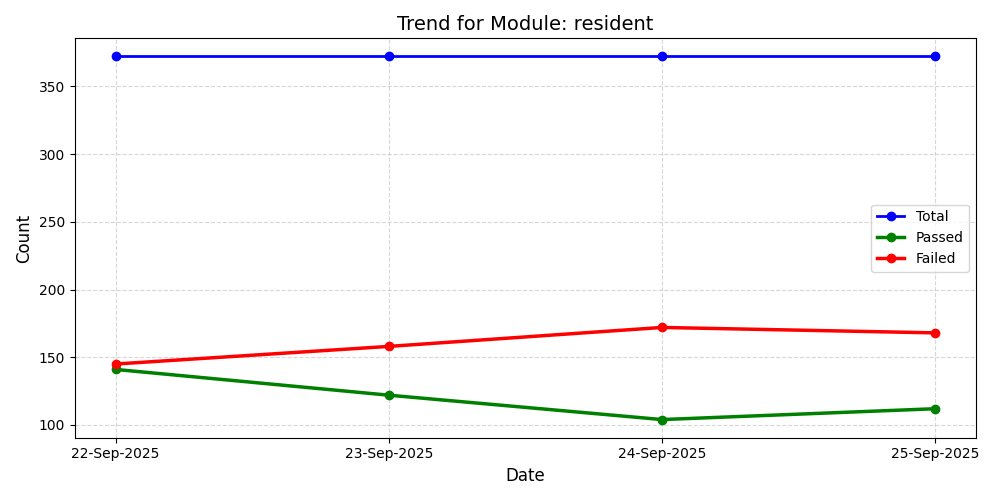 Trend for Module: resident
Count
350
300
250
200
150
100
Total
Passed
Failed
22-Sep-2025
23-Sep-2025
24-Sep-2025
25-Sep-2025
Date